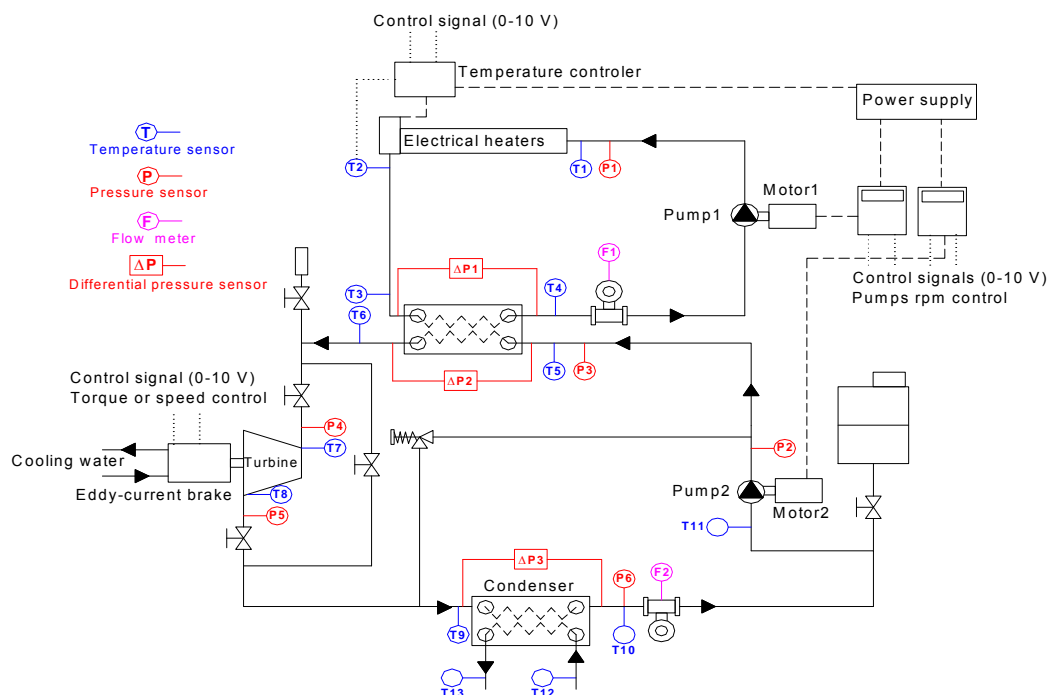 Control signal (0-10 V)
Temperature controler
Power supply
T
Temperature sensor
P
Pressure sensor
F
Flow meter
ΔP
Differential pressure sensor
Electrical heaters
T2
T1
P1
Motor1
Pump1
Control signals (0-10 V)
Pumps rpm control
F1
ΔP1
T3
T4
T6
T5
P3
ΔP2
Control signal (0-10 V)
Torque or speed control
P4
T7
Cooling water
Turbine
Eddy-current brake
T8
P5
P2
Pump2
Motor2
T11
ΔP3
Condenser
P6
F2
T9
T10
T13
T12